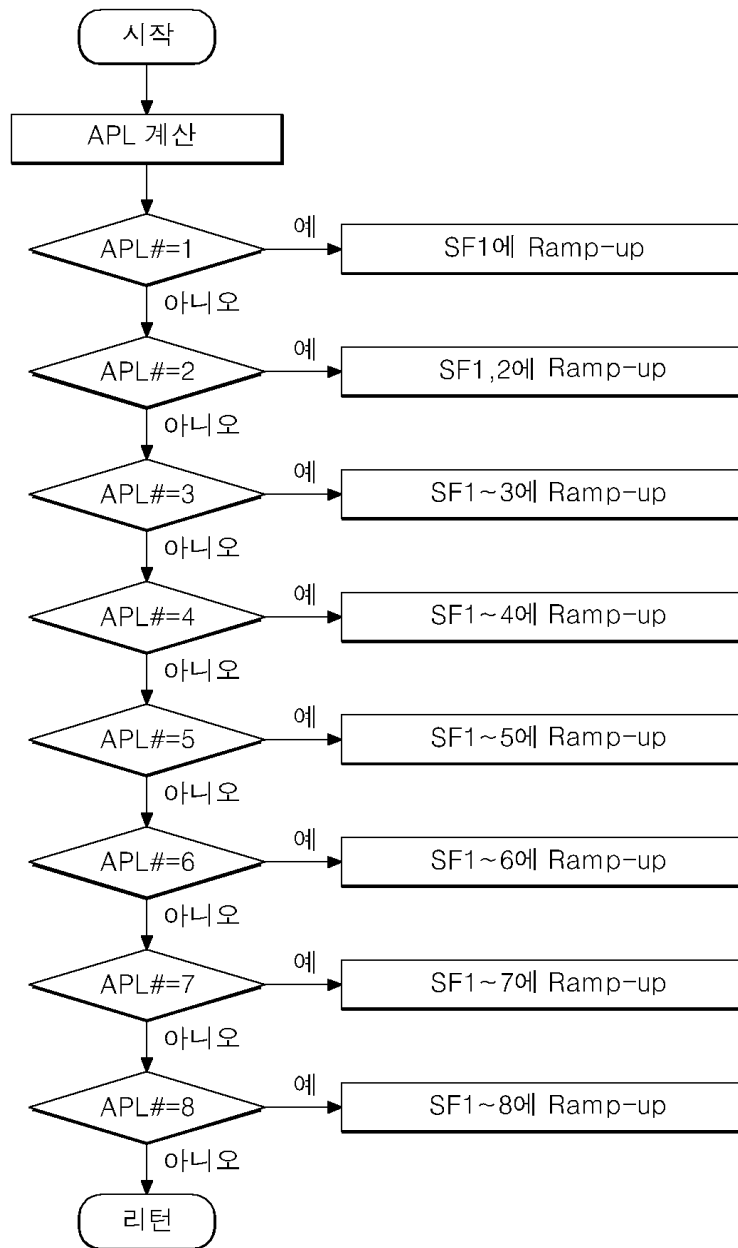 시작
APL 계산
APL#=1
예
SF1에 Ramp-up
아니오
APL#=2
예
SF1,2에 Ramp-up
아니오
APL#=3
예
SF1~3에 Ramp-up
아니오
APL#=4
예
SF1~4에 Ramp-up
아니오
APL#=5
예
SF1~5에 Ramp-up
아니오
APL#=6
예
SF1~6에 Ramp-up
아니오
APL#=7
예
SF1~7에 Ramp-up
아니오
APL#=8
예
SF1~8에 Ramp-up
아니오
리턴